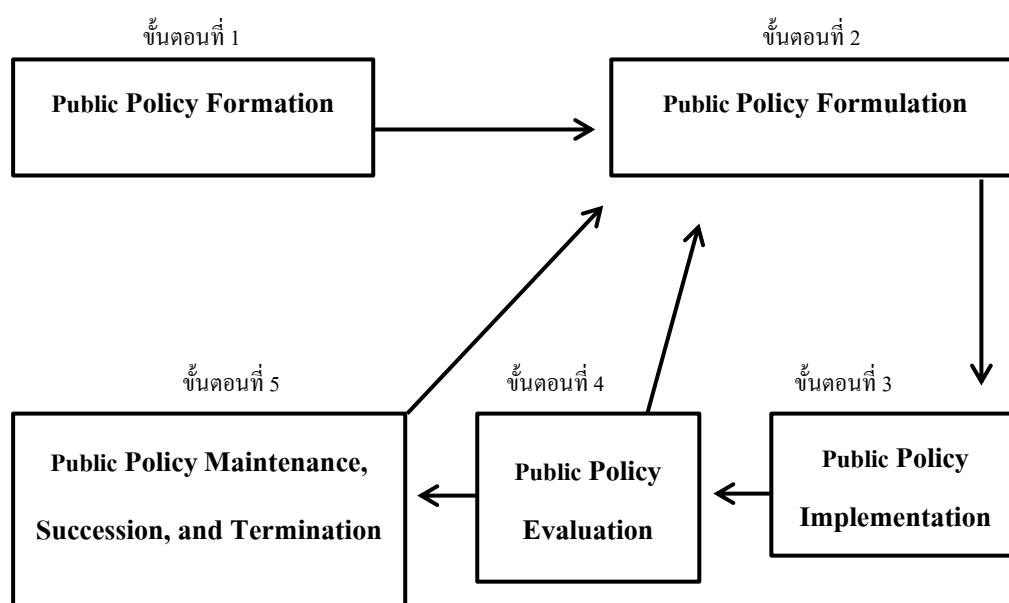 ขั้นตอนที่ 1
Public Policy Formation
ขั้นตอนที่ 2
Public Policy Formulation
ขั้นตอนที่ 3
Public Policy
Implementation
ขั้นตอนที่ 4
Public Policy
Evaluation
ขั้นตอนที่ 5
Public Policy Maintenance,
Succession, and Termination